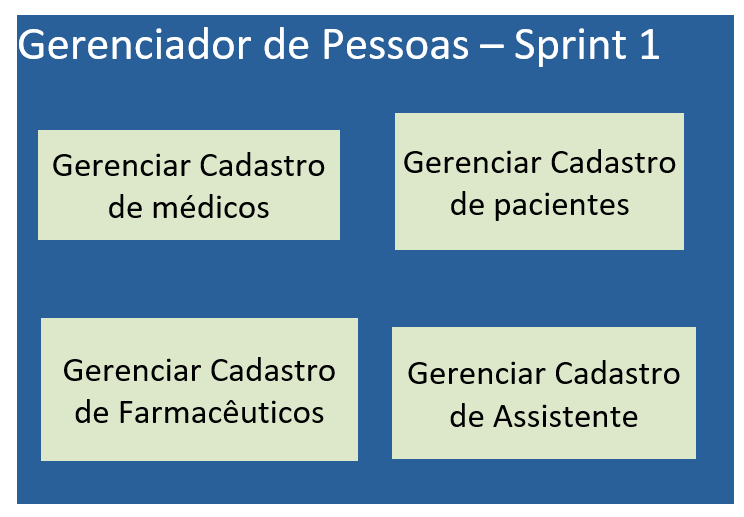 Gerenciador de Pessoas – Sprint 1
Gerenciar Cadastro
de médicos
Gerenciar Cadastro
de pacientes
Gerenciar Cadastro
de Farmacêuticos
Gerenciar Cadastro
de Assistente